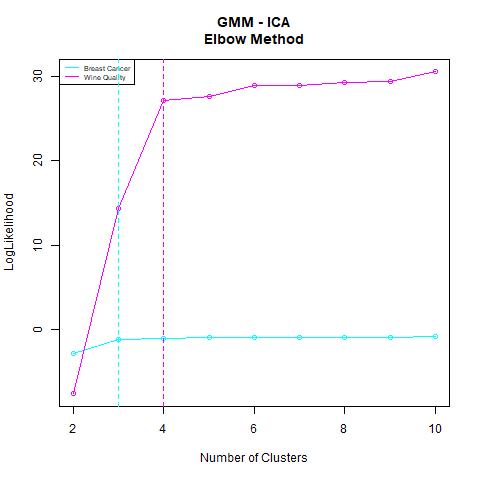 GMM - ICA
Elbow Method
Breast Cancer
Wine Quality
30
20
10
0
LogLikelihood
2
4
6
8
10
Number of Clusters